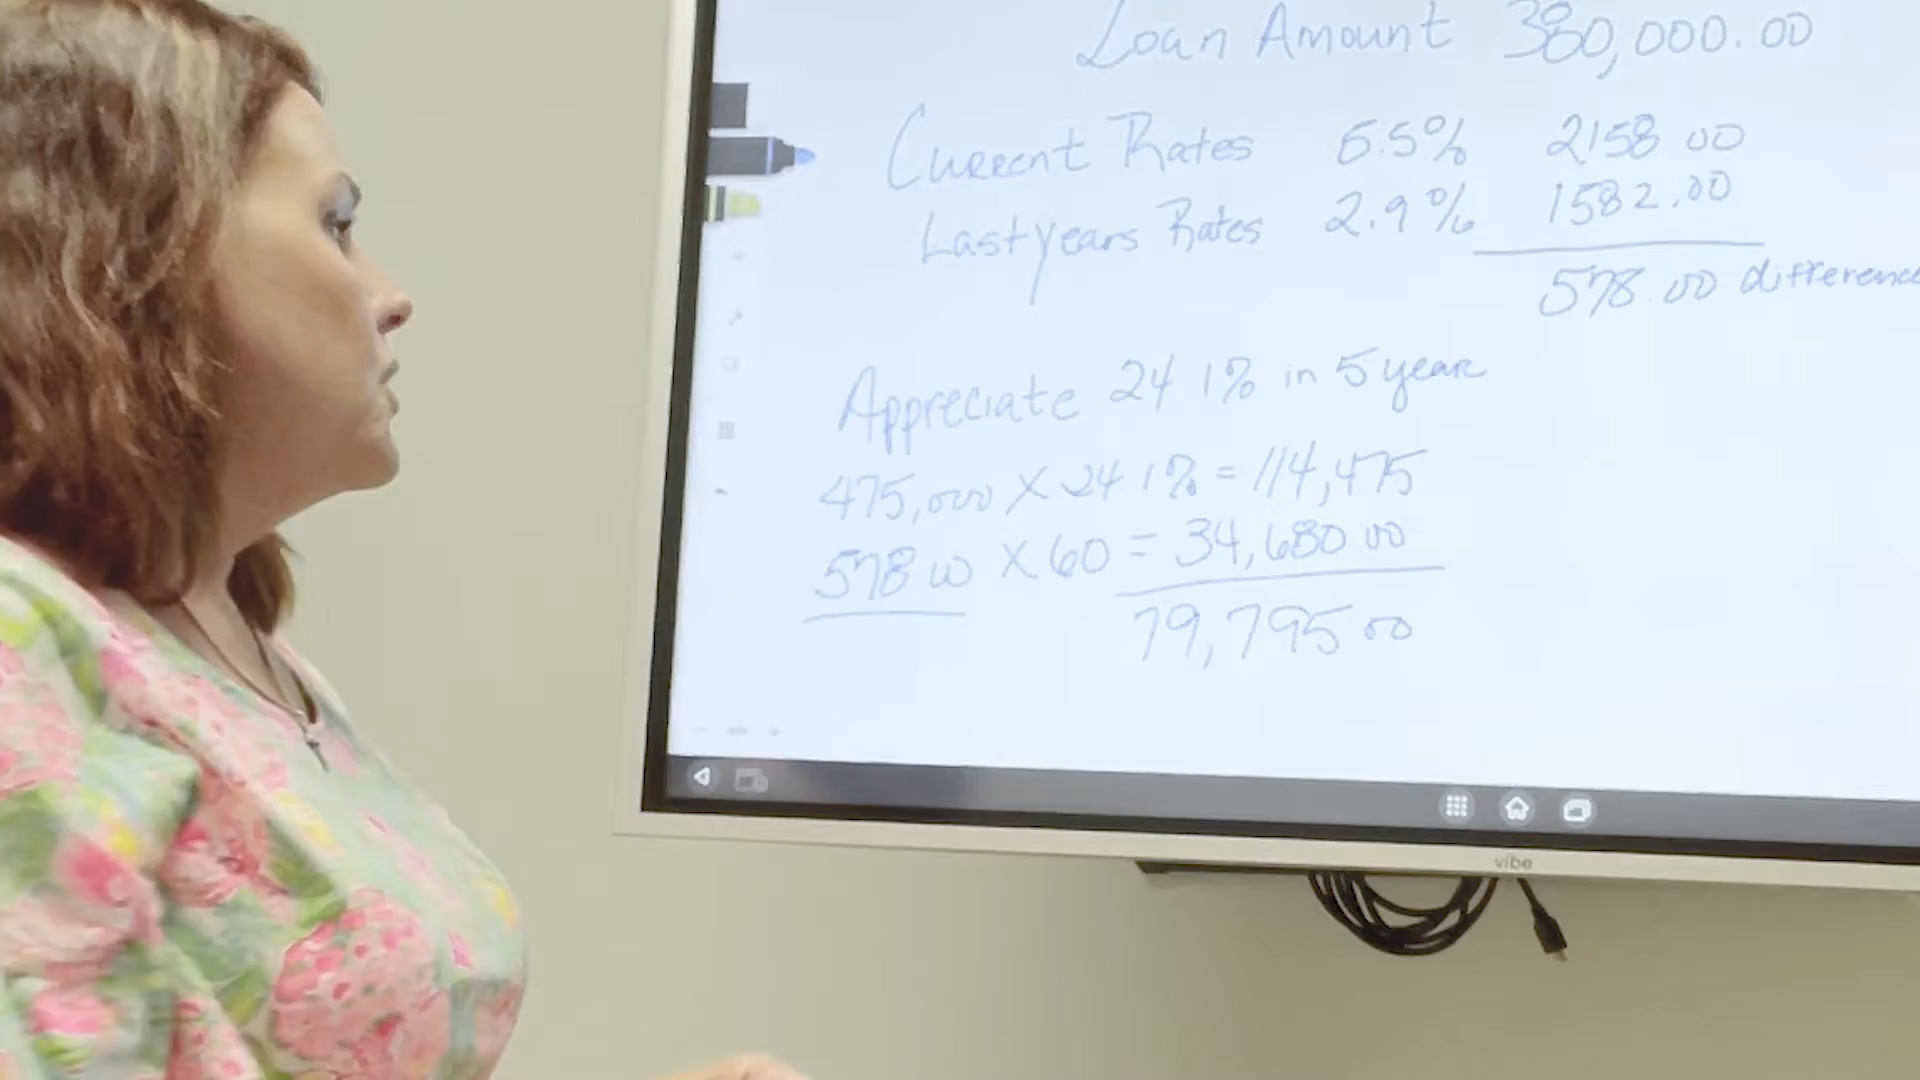 Loan Amount 380,000.00
Current Rates 5.5% 2158 00
Last years Rates 2.9% 1582.00
578.00 difference
Appreciate 24 1% in 5 year
475,000 X 24 1% = 114,475
578 00 X 60 = 34,680 00
79,795 00
vibe